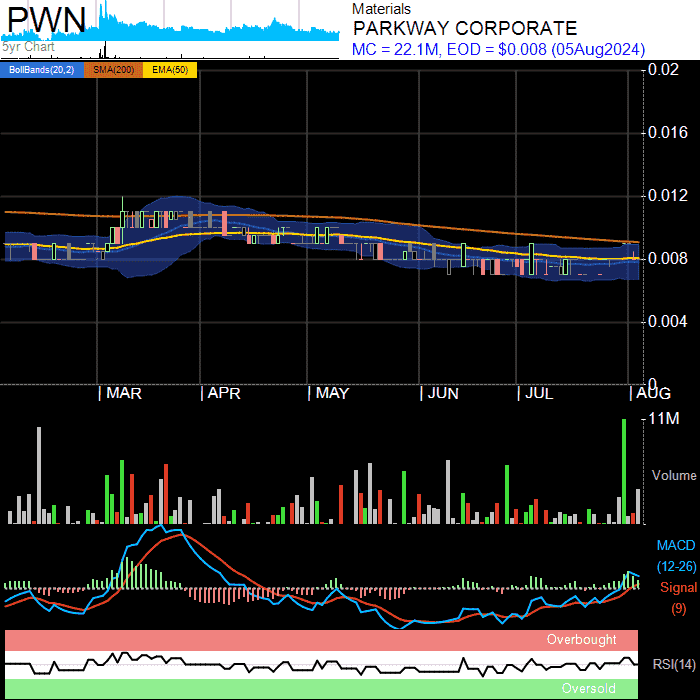 PWN
5yr Chart
Materials
PARKWAY CORPORATE
MC = 22.1M, EOD = $0.008 (05Aug2024)
BollBands(20,2) SMA(200) EMA(50)
0.02
0.016
0.012
0.008
0.004
0
| MAR | APR | MAY | JUN | JUL | AUG
11M
Volume
MACD
(12-26)
Signal
(9)
Overbought
RSI(14)
Oversold